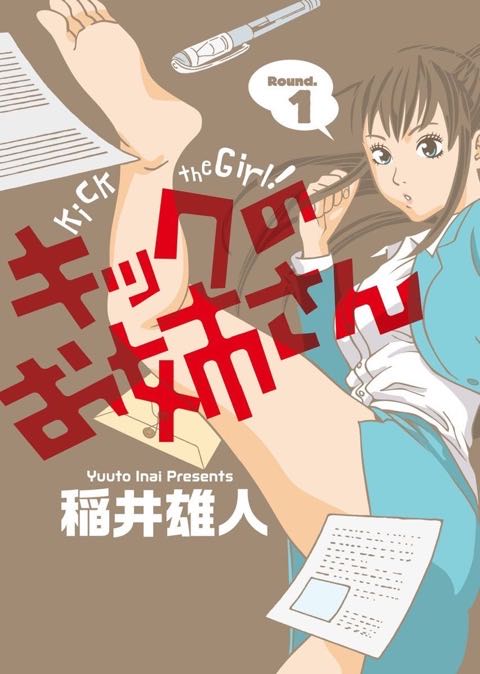 Round.
1
KiCK the GiRL!
キックの
お姉さん
Yuuto Inai Presents
稲井雄人